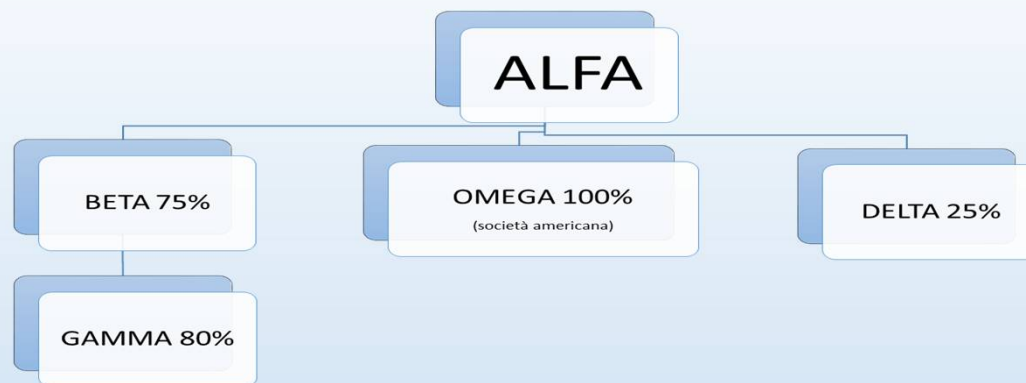 ALFA
BETA 75%
OMEGA 100%
(società americana)
DELTA 25%
GAMMA 80%